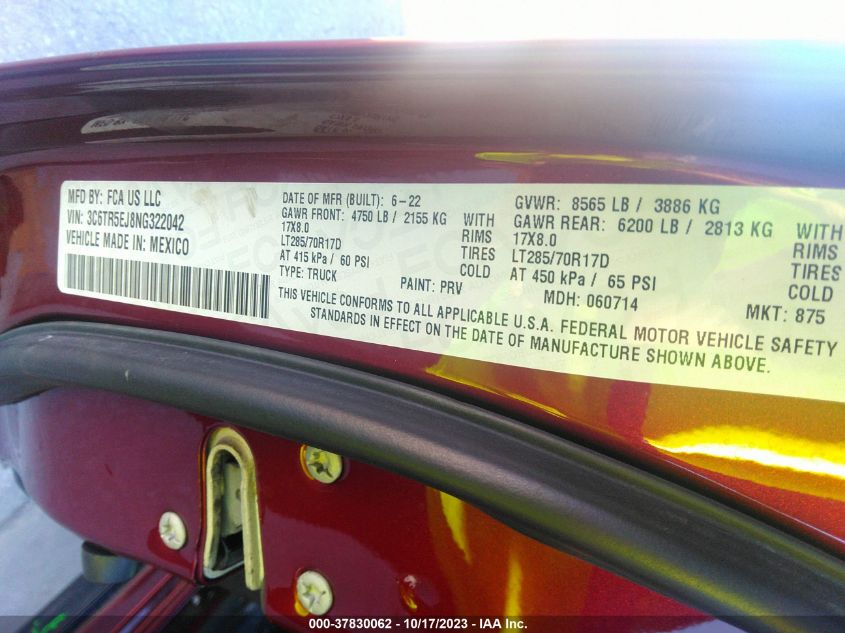 MFD BY: FCA US LLC
VIN: 3C6TR5EJ8NG322042
VEHICLE MADE IN: MEXICO
DATE OF MFR (BUILT): 6-22
GAWR FRONT: 4750 LB / 2155 KG WITH
17X8.0 RIMS
LT285/70R17D TIRES
AT 415 kPa / 60 PSI COLD
TYPE: TRUCK PAINT: PRV
GVWR: 8565 LB / 3886 KG
GAWR REAR: 6200 LB / 2813 KG WITH
17X8.0 RIMS
LT285/70R17D TIRES
AT 450 kPa / 65 PSI COLD
MDH: 060714 MKT: 875
THIS VEHICLE CONFORMS TO ALL APPLICABLE U.S.A. FEDERAL MOTOR VEHICLE SAFETY
STANDARDS IN EFFECT ON THE DATE OF MANUFACTURE SHOWN ABOVE.
000-37830062 - 10/17/2023 - IAA Inc.